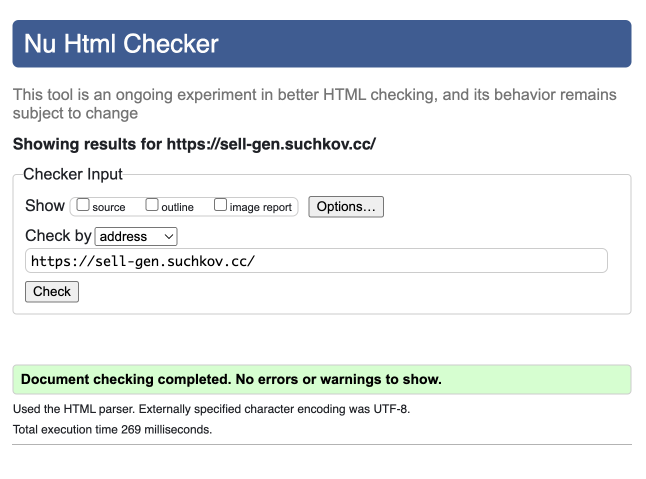 Nu Html Checker
This tool is an ongoing experiment in better HTML checking, and its behavior remains
subject to change
Showing results for https://sell-gen.suchkov.cc/
Checker Input
Show source outline image report Options...
Check by address
https://sell-gen.suchkov.cc/
Check
Document checking completed. No errors or warnings to show.
Used the HTML parser. Externally specified character encoding was UTF-8.
Total execution time 269 milliseconds.